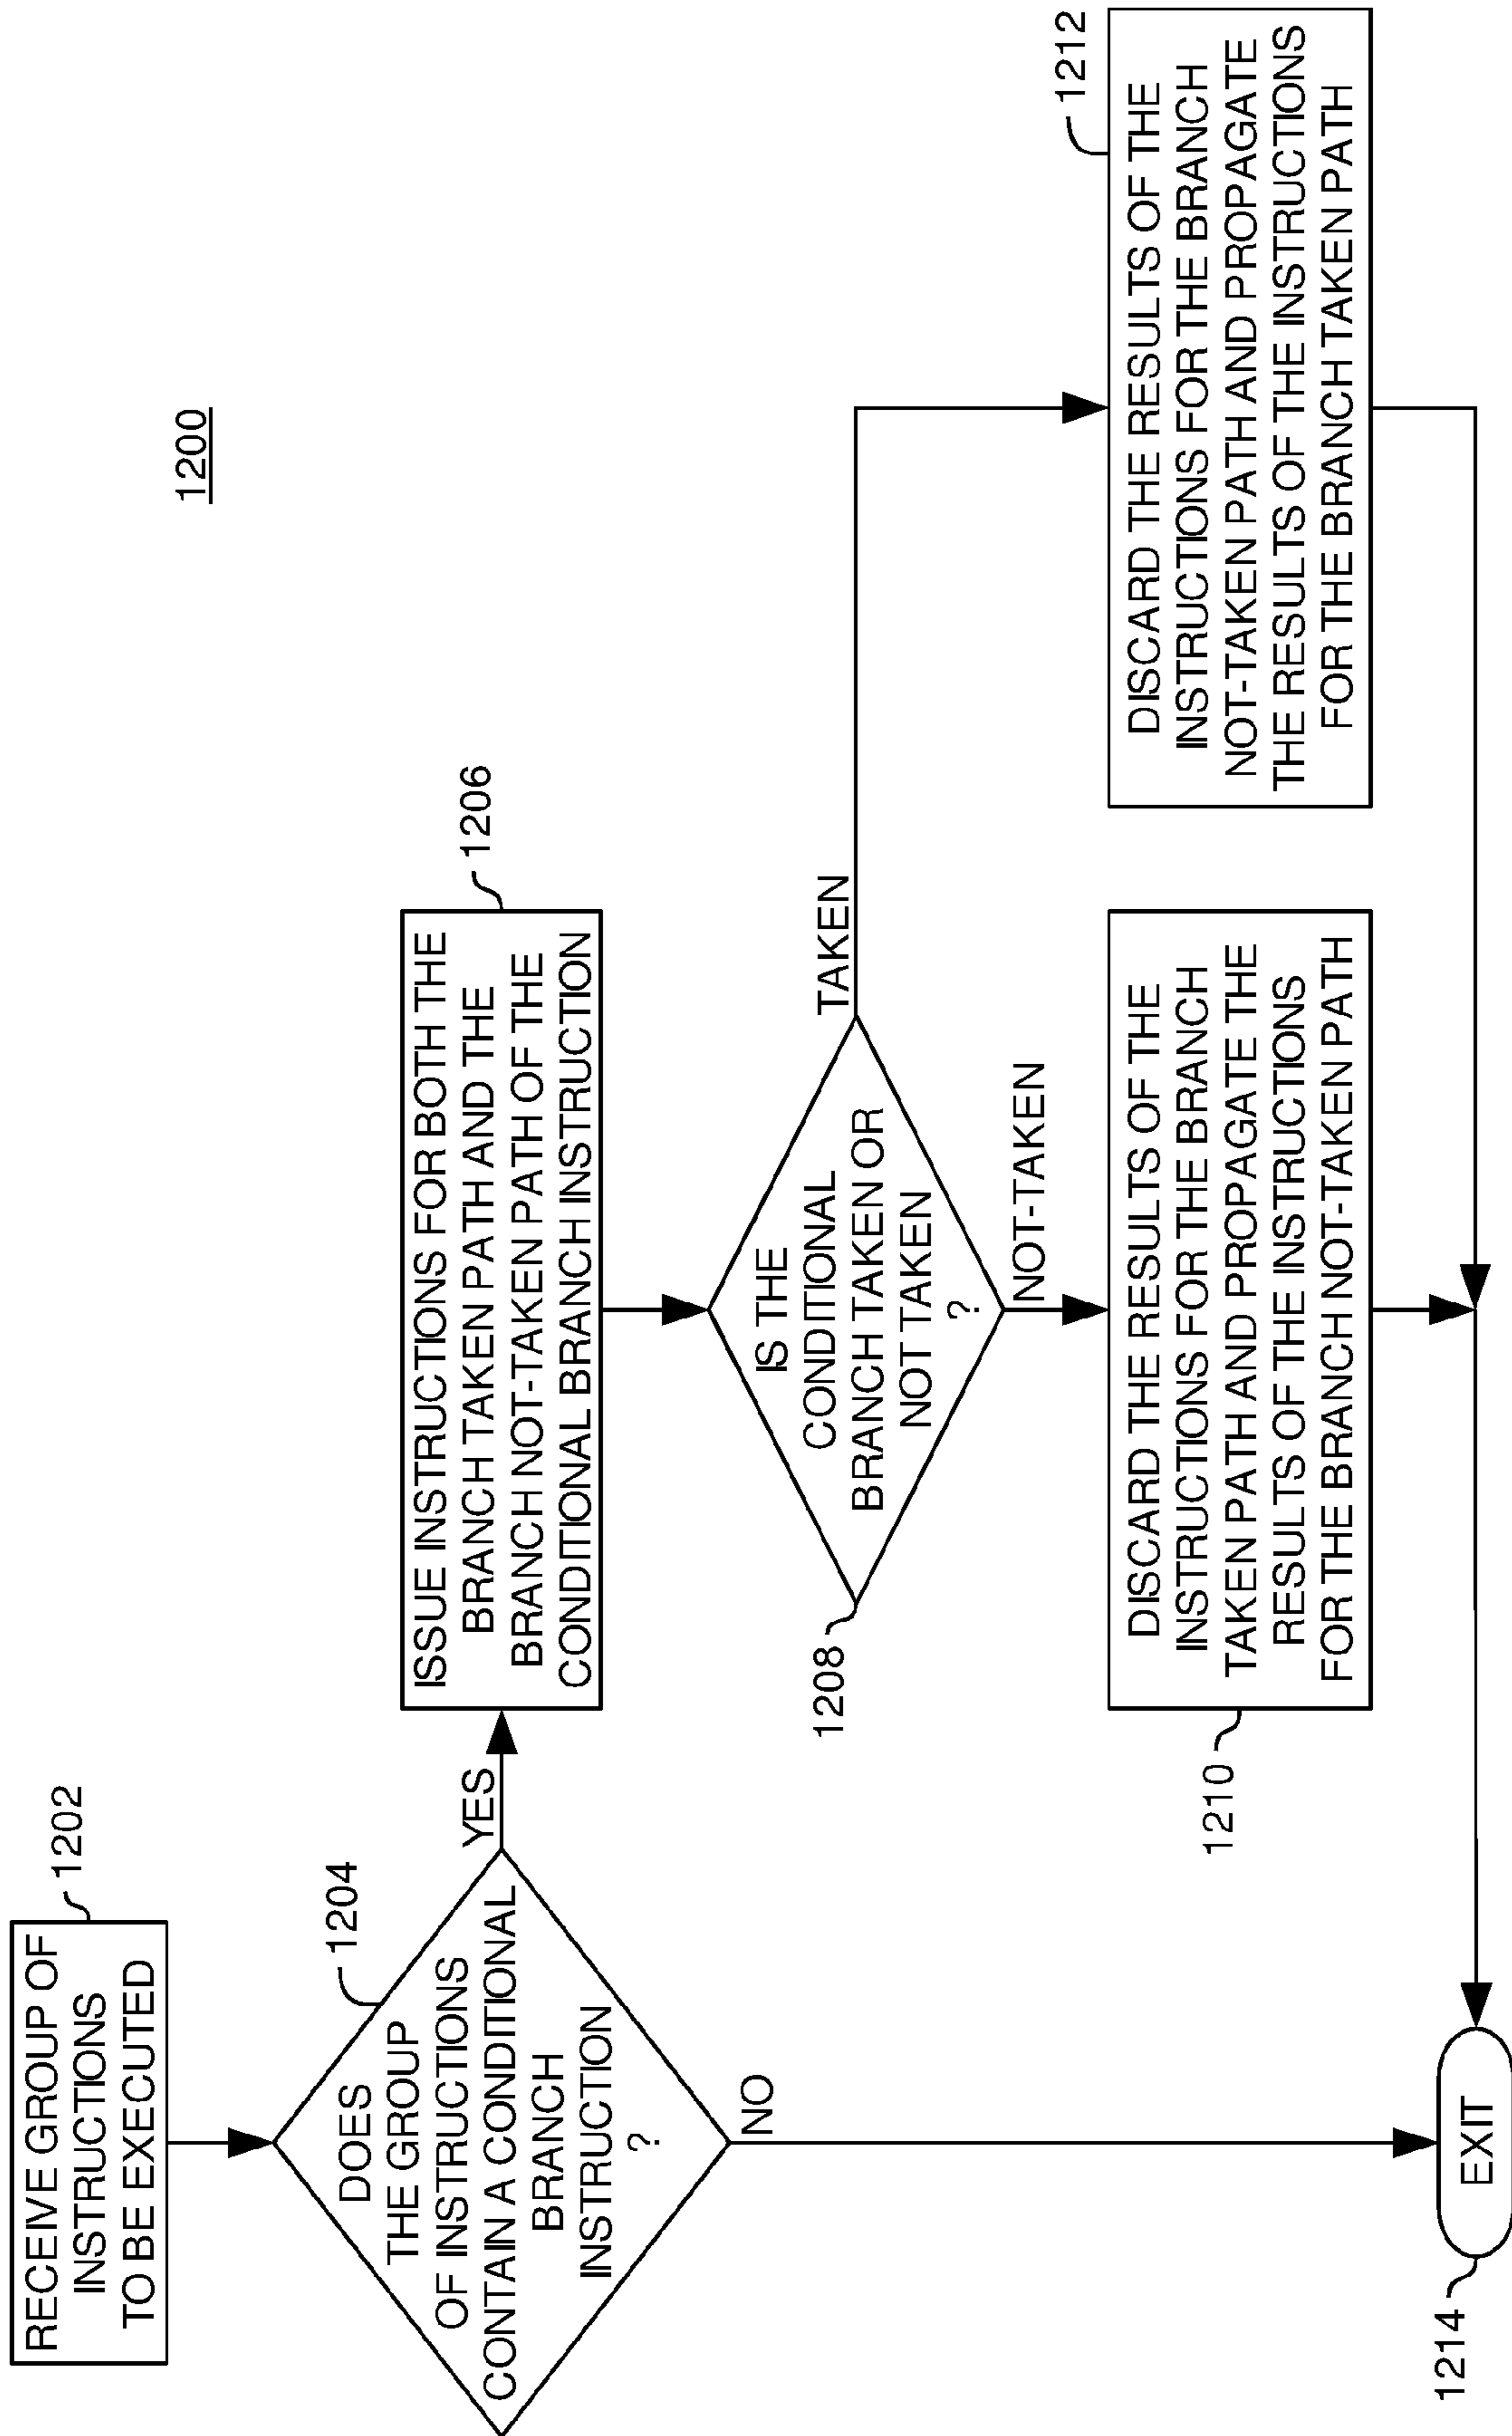 1200
RECEIVE GROUP OF
INSTRUCTIONS
TO BE EXECUTED
1202
DOES
THE GROUP
OF INSTRUCTIONS
CONTAIN A CONDITIONAL
BRANCH
INSTRUCTION
?
1204
YES
NO
ISSUE INSTRUCTIONS FOR BOTH THE
BRANCH TAKEN PATH AND THE
BRANCH NOT-TAKEN PATH OF THE
CONDITIONAL BRANCH INSTRUCTION
1206
IS THE
CONDITIONAL
BRANCH TAKEN OR
NOT TAKEN
?
1208
TAKEN
NOT-TAKEN
DISCARD THE RESULTS OF THE
INSTRUCTIONS FOR THE BRANCH
TAKEN PATH AND PROPAGATE THE
RESULTS OF THE INSTRUCTIONS
FOR THE BRANCH NOT-TAKEN PATH
1210
DISCARD THE RESULTS OF THE
INSTRUCTIONS FOR THE BRANCH
NOT-TAKEN PATH AND PROPAGATE
THE RESULTS OF THE INSTRUCTIONS
FOR THE BRANCH TAKEN PATH
1212
EXIT
1214